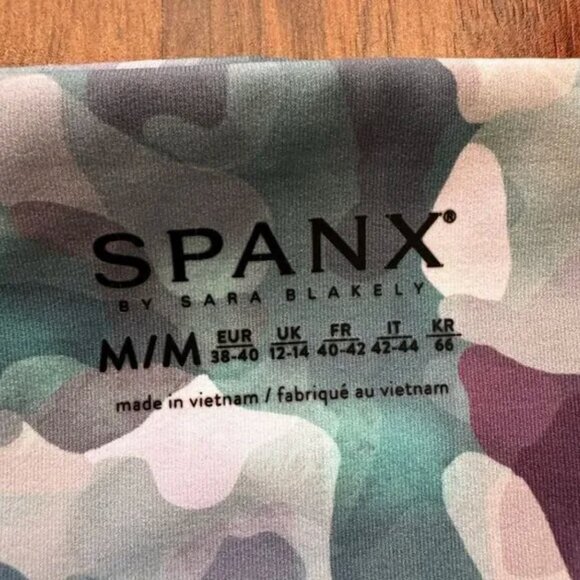 SPANX®
BY SARA BLAKELY
M/M EUR 38-40 UK 12-14 FR 40-42 IT 42-44 KR 66
made in vietnam / fabriqué au vietnam